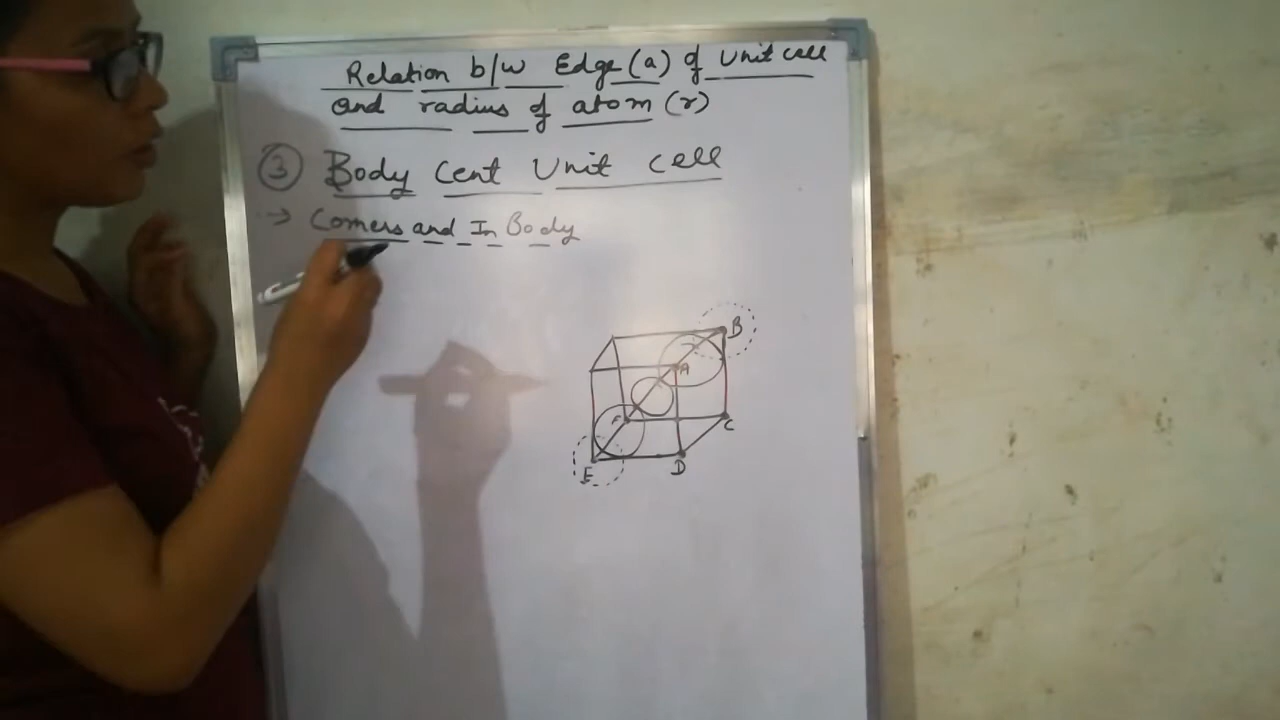 Relation b/w Edge (a) of Unit cell
and radius of atom (r)
③ Body Cent Unit Cell
→ Corners and In Body
B
A
F
C
E
D